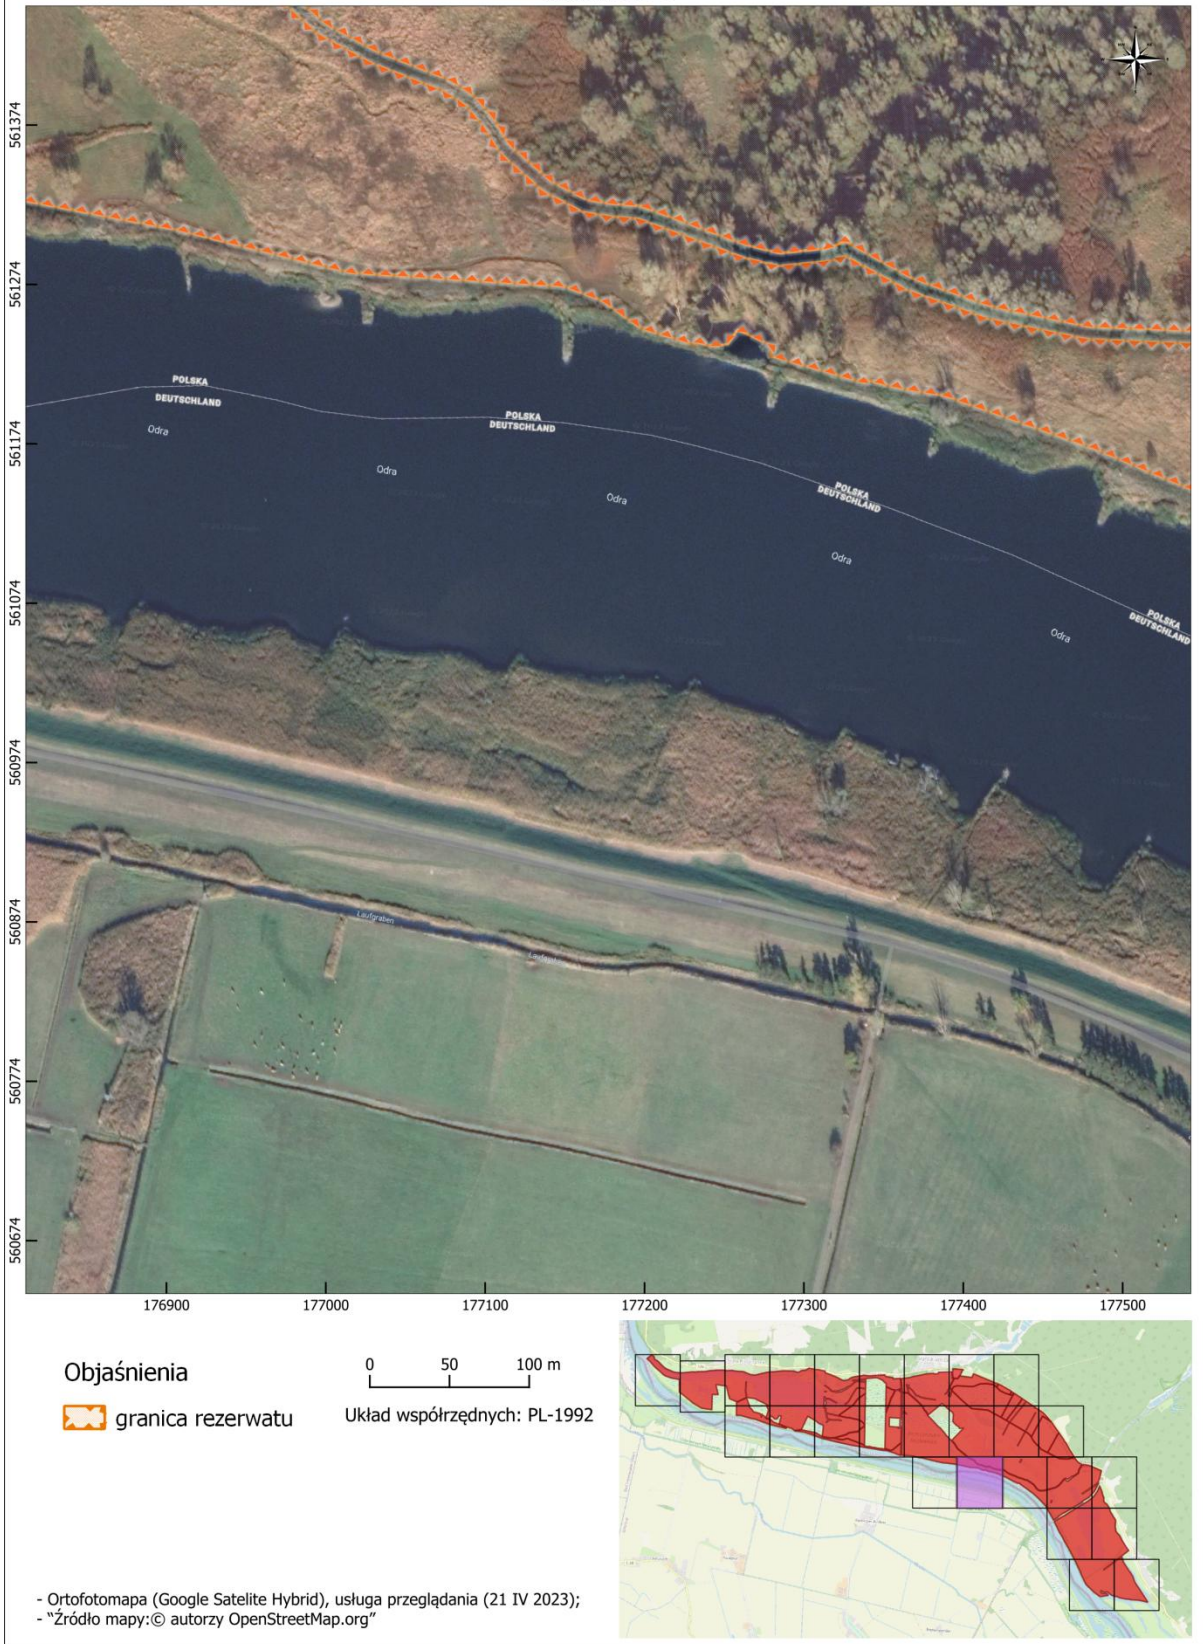 561374
561274
561174
561074
560974
560874
560774
560674
POLSKA
DEUTSCHLAND
POLSKA
DEUTSCHLAND
POLSKA
DEUTSCHLAND
POLSKA
DEUTSCHLAND
Odra
Odra
Odra
Odra
Odra
Laufgraben
Laufgraben
176900
177000
177100
177200
177300
177400
177500
Objaśnienia
granica rezerwatu
0 50 100 m
Układ współrzędnych: PL-1992
- Ortofotomapa (Google Satelite Hybrid), usługa przeglądania (21 IV 2023);
- “Źródło mapy:© autorzy OpenStreetMap.org”